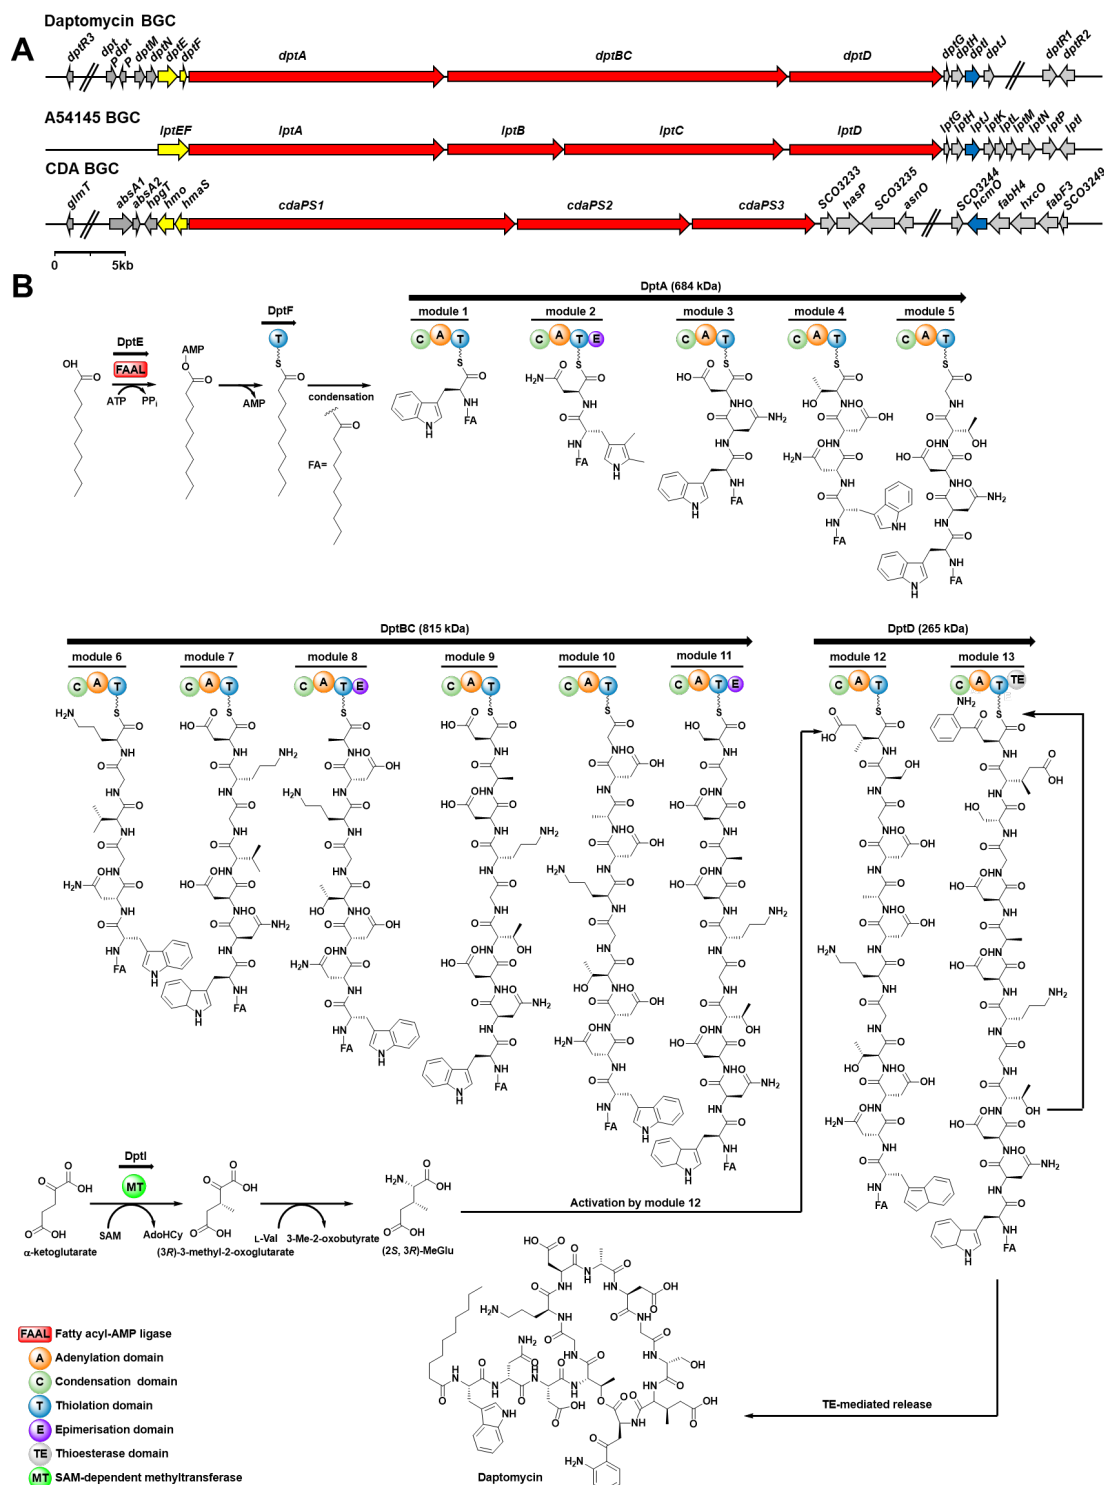 Daptomycin BGC
A
dptR3 dpt P dpt P dptM dptN dptE dptF dptA dptBC dptD dptG dptH dptI dptJ dptR1 dptR2
A54145 BGC
lptEF lptA lptB lptC lptD lptG lptH lptJ lptK lptL lptM lptN lptP lptI
CDA BGC
glmT absA1 absA2 hpgT hmo hmaS cdaPS1 cdaPS2 cdaPS3 SCO3233 hasP SCO3235 asnO SCO3244 hcmO fabH4 hxcO fabF3 SCO3249
0 5kb
B
DptA (684 kDa)
DptF
module 1 module 2 module 3 module 4 module 5
DptE
FAAL
ATP PPi
AMP
AMP
condensation
FA=
DptBC (815 kDa)
DptD (265 kDa)
module 6 module 7 module 8 module 9 module 10 module 11 module 12 module 13
C A T
C A T
C A T E
C A T
C A T
C A T E
C A T
C A T TE
DptI
MT
SAM AdoHCy
L-Val 3-Me-2-oxobutyrate
α-ketoglutarate
(3R)-3-methyl-2-oxoglutarate
(2S, 3R)-MeGlu
Activation by module 12
TE-mediated release
Daptomycin
FAAL Fatty acyl-AMP ligase
A Adenylation domain
C Condensation domain
T Thiolation domain
E Epimerisation domain
TE Thioesterase domain
MT SAM-dependent methyltransferase